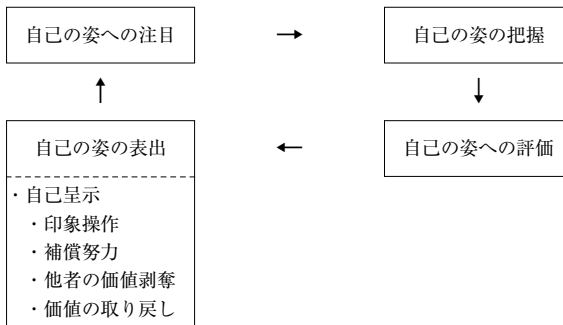 自己の姿への注目
自己の姿の把握
自己の姿の表出
自己の姿への評価
・自己呈示
・印象操作
・補償努力
・他者の価値剥奪
・価値の取り戻し